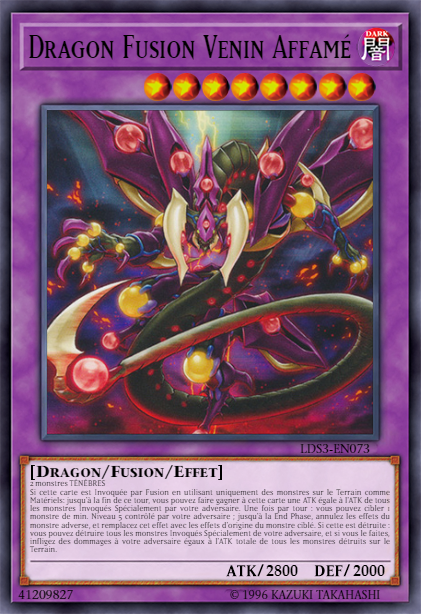 Dragon Fusion Venin Affamé
DARK
闇
LDS3-EN073
[Dragon/Fusion/Effet]
2 monstres TÉNÈBRES
Si cette carte est Invoquée par Fusion en utilisant uniquement des monstres sur le Terrain comme
Matériels: jusqu'à la fin de ce tour, vous pouvez faire gagner à cette carte une ATK égale à l'ATK de tous
les monstres Invoqués Spécialement par votre adversaire. Une fois par tour : vous pouvez cibler 1
monstre de min. Niveau 5 contrôlé par votre adversaire ; jusqu'à la End Phase, annulez les effets du
monstre adverse, et remplacez cet effet avec les effets d'origine du monstre ciblé. Si cette est détruite :
vous pouvez détruire tous les monstres Invoqués Spécialement de votre adversaire, et si vous le faites,
infligez des dommages à votre adversaire égaux à l'ATK totale de tous les monstres détruits sur le
Terrain.
ATK/2800 DEF/2000
41209827 ©1996 KAZUKI TAKAHASHI